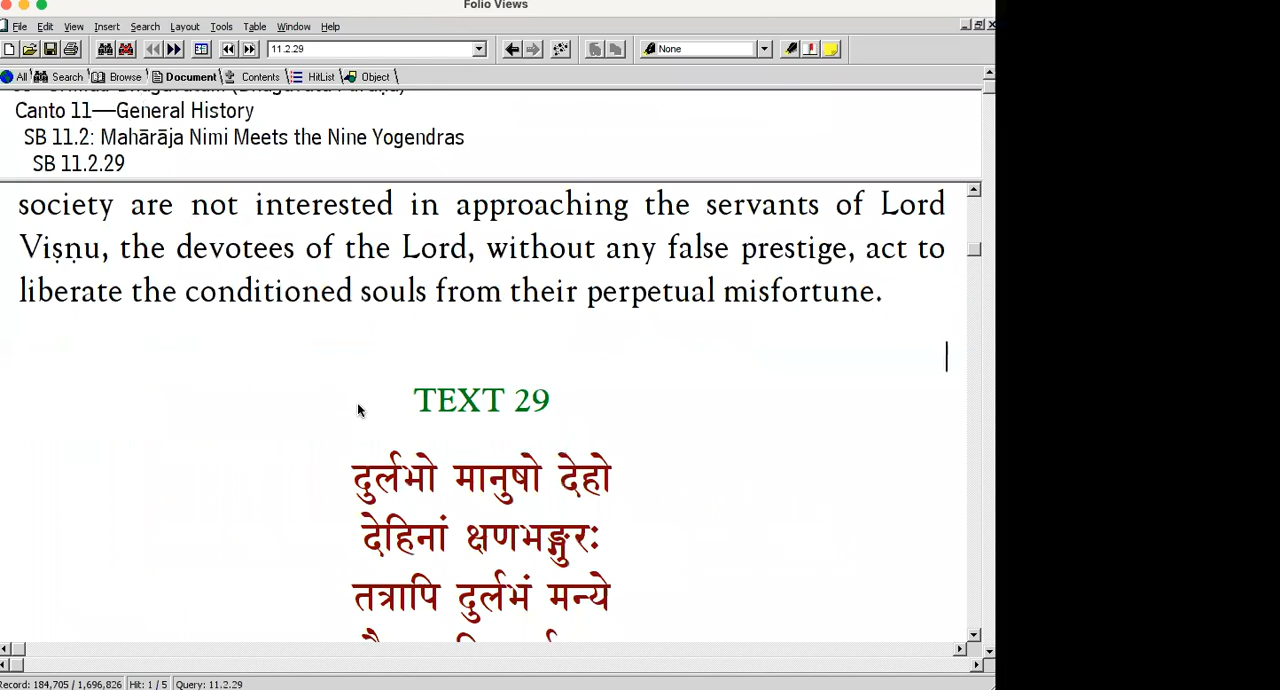 Folio Views
File Edit View Insert Search Layout Tools Table Window Help
11.2.29 None
All Search Browse Document Contents HitList Object
Canto 11—General History
SB 11.2: Mahārāja Nimi Meets the Nine Yogendras
SB 11.2.29
society are not interested in approaching the servants of Lord
Viṣṇu, the devotees of the Lord, without any false prestige, act to
liberate the conditioned souls from their perpetual misfortune.
TEXT 29
दुर्लभो मानुषो देहो
देहिनां क्षणभङ्गुरः
तत्रापि दुर्लभं मन्ये
Record: 184,705 / 1,696,826 Hit: 1 / 5 Query: 11.2.29